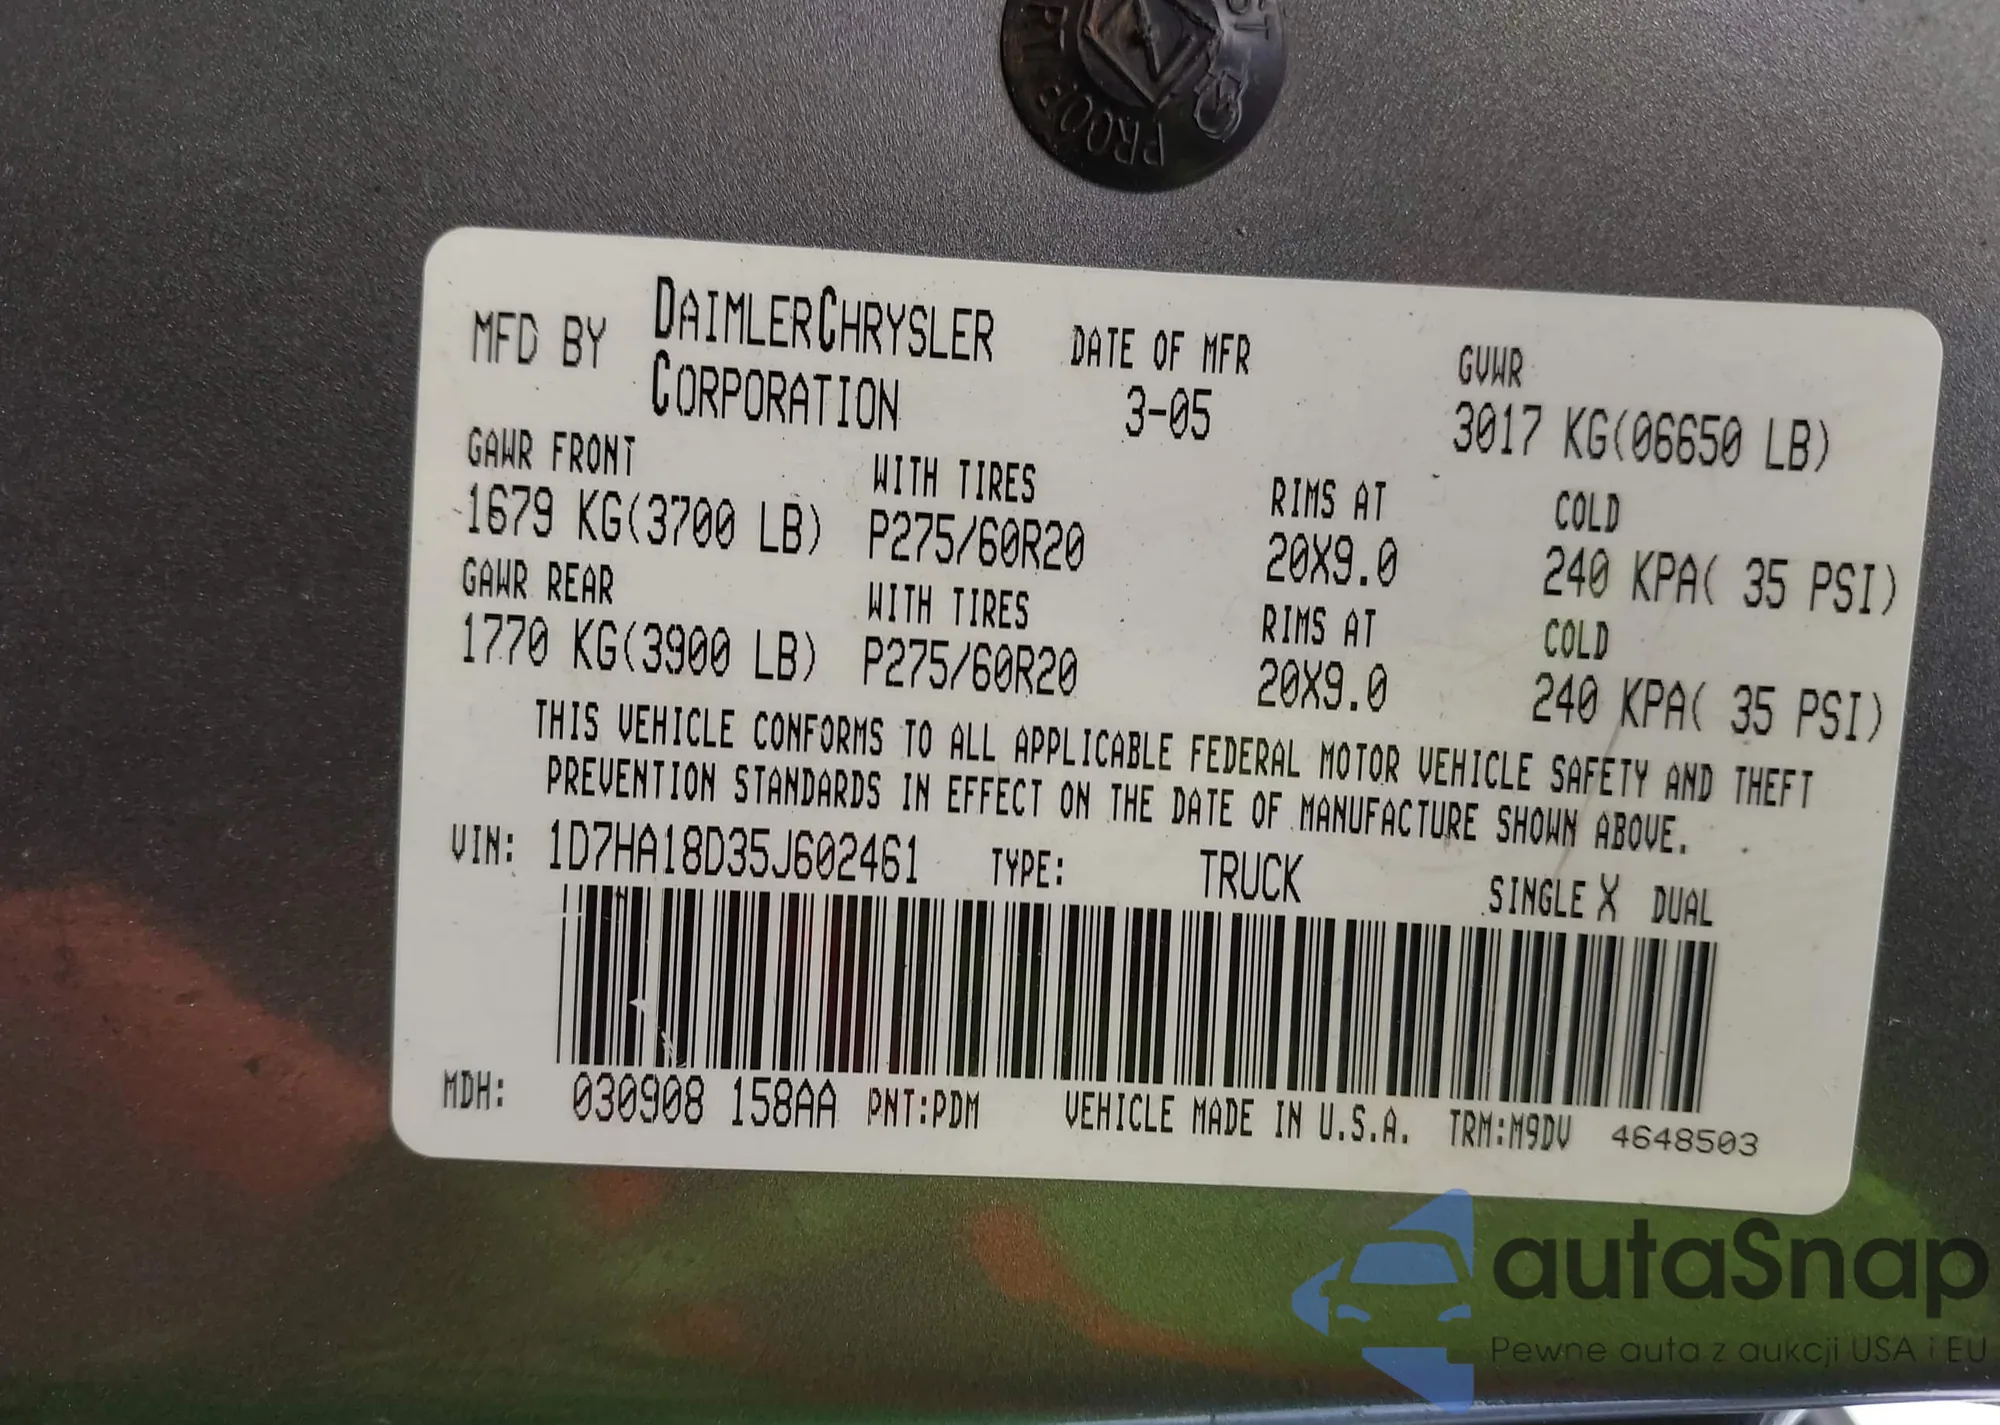 PROOF
MFD BY DAIMLERCHRYSLER CORPORATION
DATE OF MFR 3-05
GVWR 3017 KG(06650 LB)
GAWR FRONT WITH TIRES RIMS AT COLD
1679 KG(3700 LB) P275/60R20 20X9.0 240 KPA( 35 PSI)
GAWR REAR WITH TIRES RIMS AT COLD
1770 KG(3900 LB) P275/60R20 20X9.0 240 KPA( 35 PSI)
THIS VEHICLE CONFORMS TO ALL APPLICABLE FEDERAL MOTOR VEHICLE SAFETY AND THEFT
PREVENTION STANDARDS IN EFFECT ON THE DATE OF MANUFACTURE SHOWN ABOVE.
VIN: 1D7HA18D35J602461 TYPE: TRUCK SINGLE X DUAL
MDH: 030908 158AA PNT:PDM VEHICLE MADE IN U.S.A. TRM:M9DV 4648503
autaSnap
Pewne auta z aukcji USA i EU